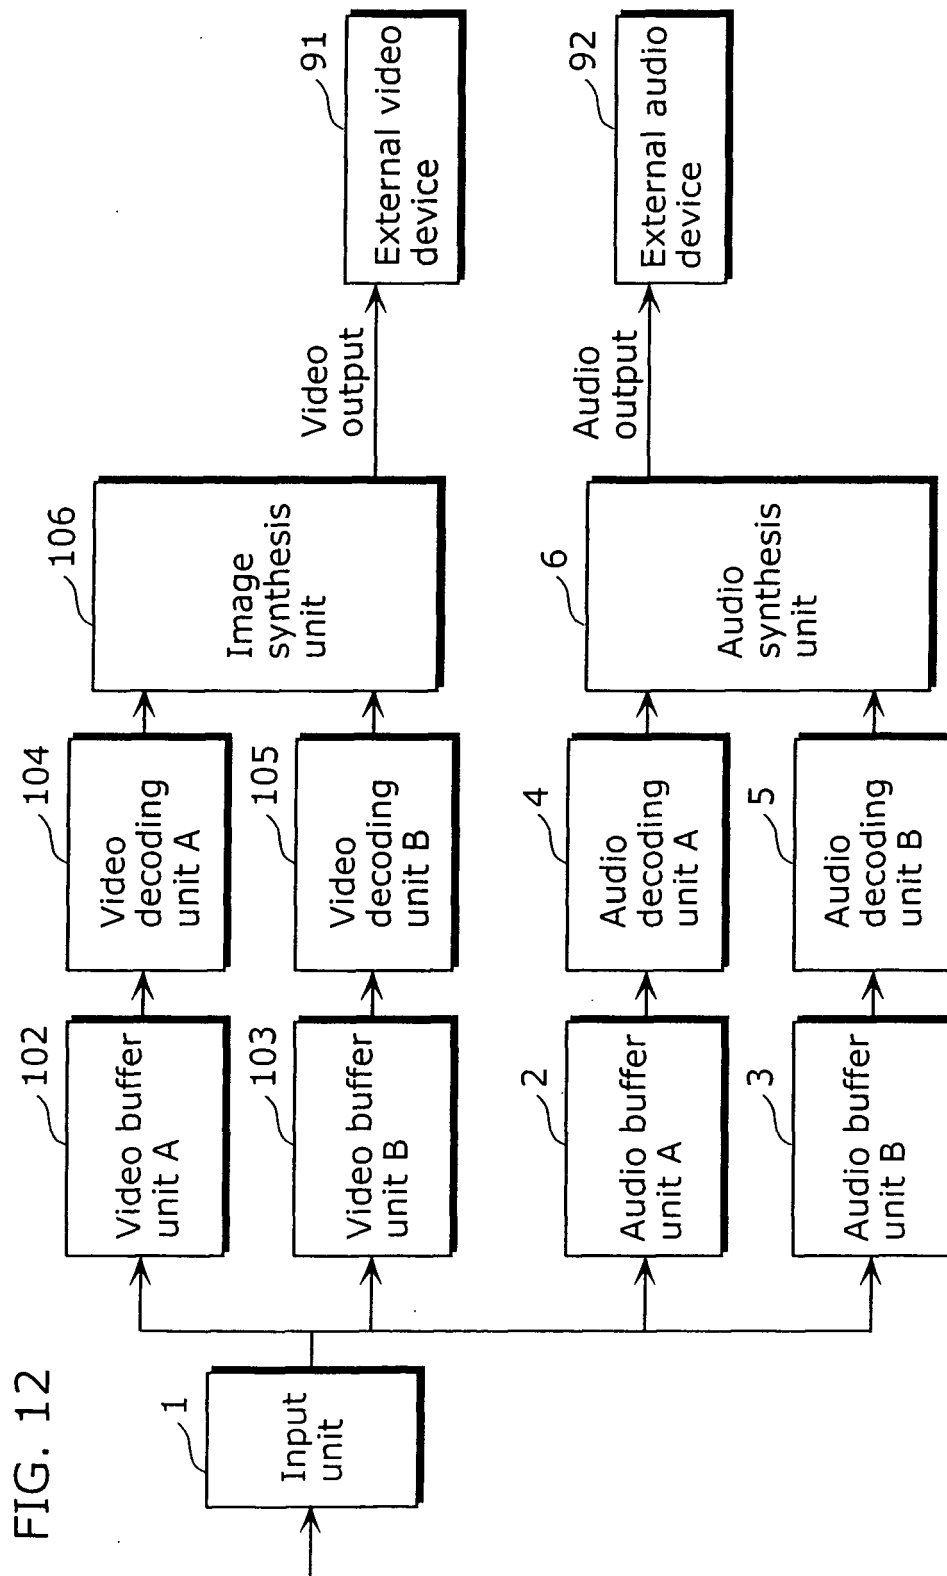 FIG. 12
1
Input
unit
102
Video buffer
unit A
103
Video buffer
unit B
2
Audio buffer
unit A
3
Audio buffer
unit B
104
Video
decoding
unit A
105
Video
decoding
unit B
4
Audio
decoding
unit A
5
Audio
decoding
unit B
106
Image
synthesis
unit
6
Audio
synthesis
unit
Video
output
Audio
output
91
External video
device
92
External audio
device